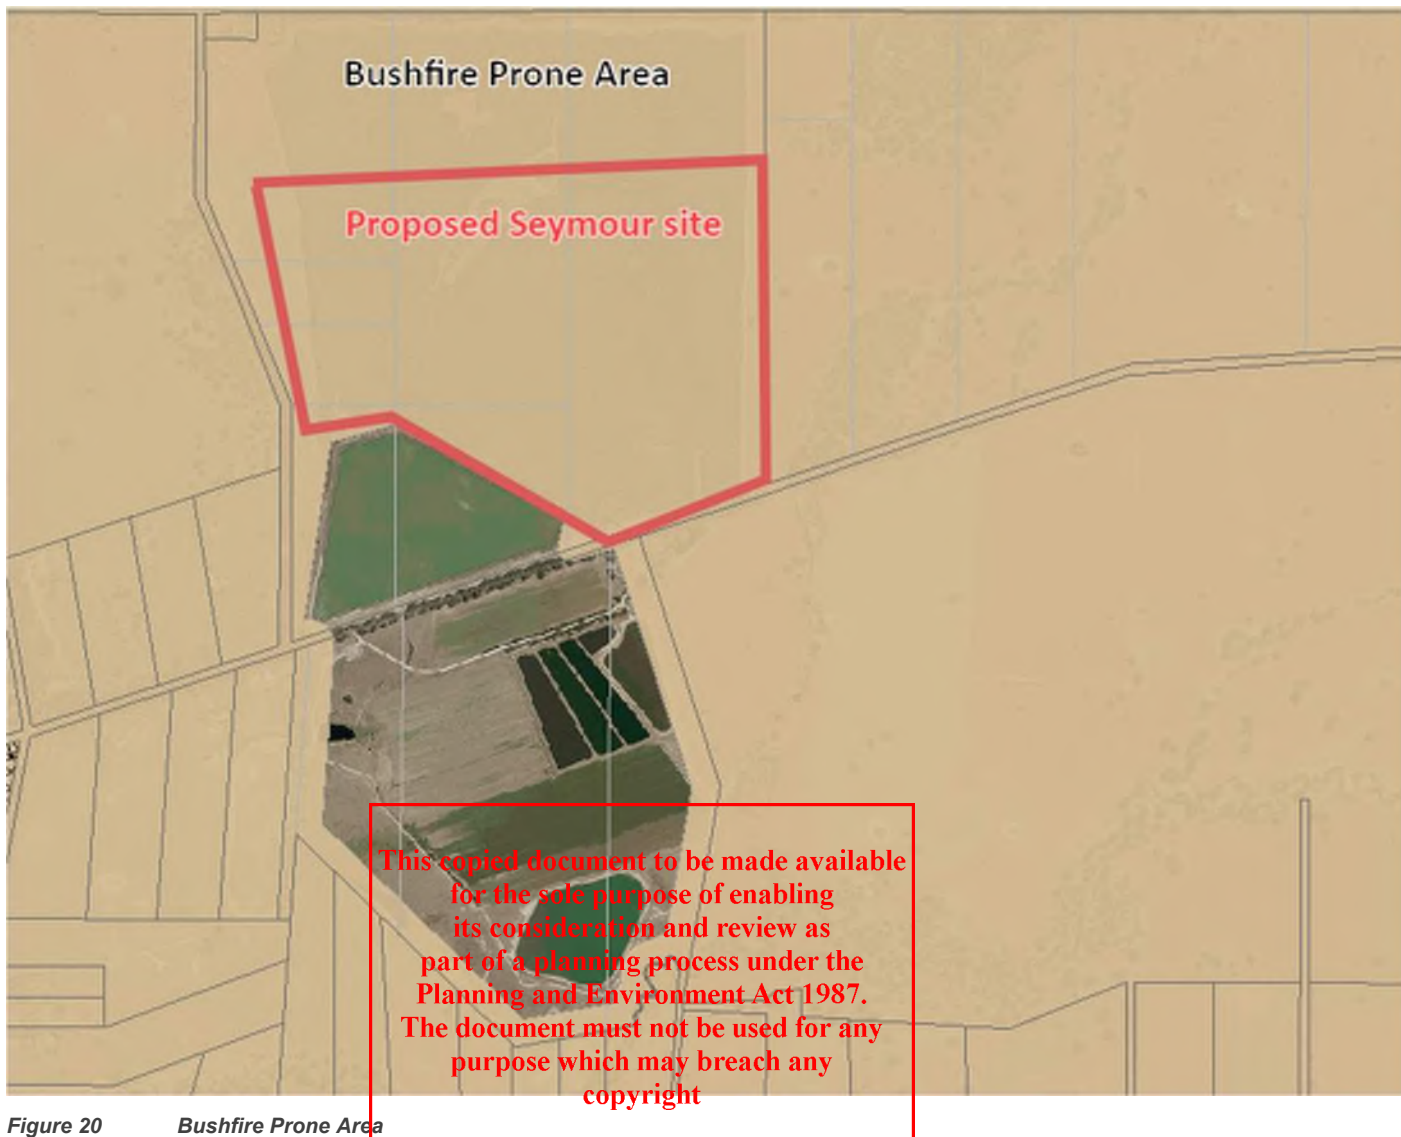 Bushfire Prone Area
Proposed Seymour site
This copied document to be made available
for the sole purpose of enabling
its consideration and review as
part of a planning process under the
Planning and Environment Act 1987.
The document must not be used for any
purpose which may breach any
copyright
Figure 20 Bushfire Prone Area